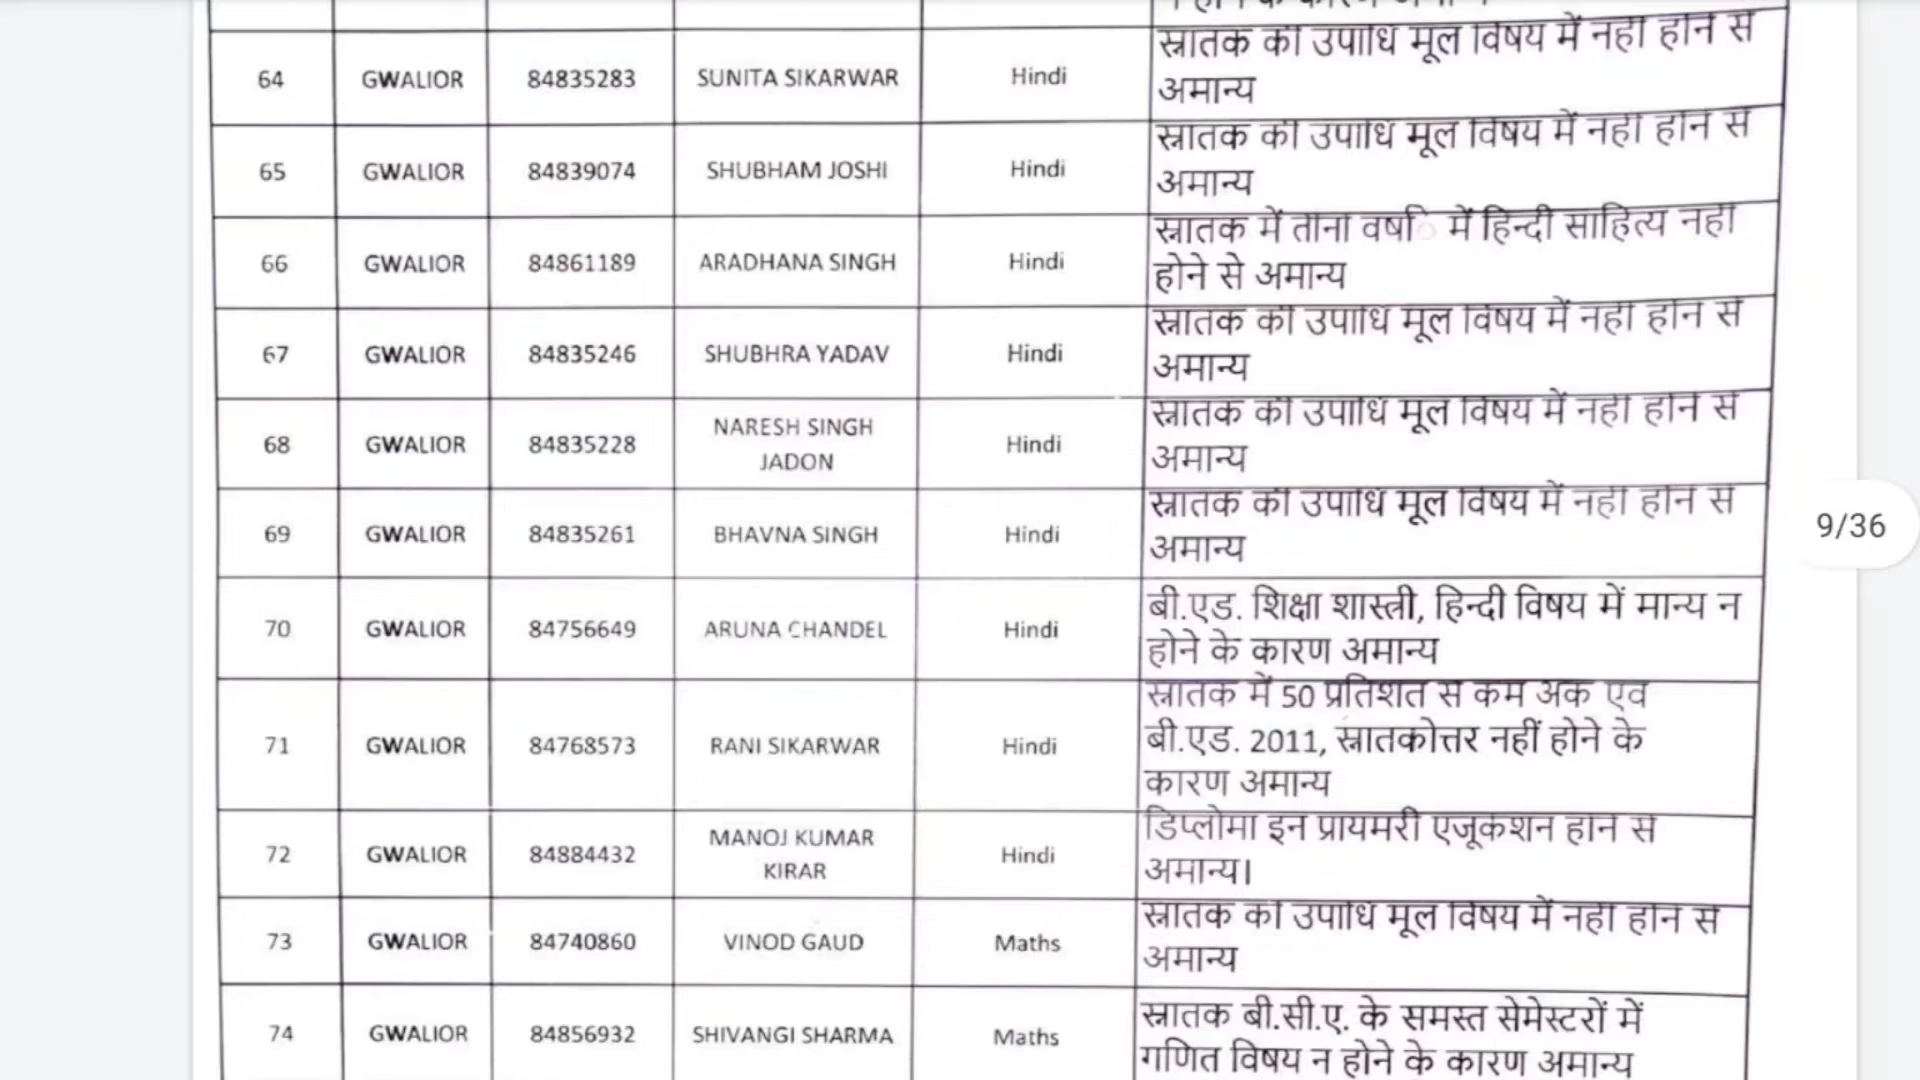 64 GWALIOR 84835283 SUNITA SIKARWAR Hindi स्नातक की उपाधि मूल विषय में नहीं होने से
अमान्य
65 GWALIOR 84839074 SHUBHAM JOSHI Hindi स्नातक की उपाधि मूल विषय में नहीं होने से
अमान्य
66 GWALIOR 84861189 ARADHANA SINGH Hindi स्नातक में तीनों वर्षो में हिन्दी साहित्य नहीं
होने से अमान्य
67 GWALIOR 84835246 SHUBHRA YADAV Hindi स्नातक की उपाधि मूल विषय में नहीं होने से
अमान्य
68 GWALIOR 84835228 NARESH SINGH
JADON Hindi स्नातक की उपाधि मूल विषय में नहीं होने से
अमान्य
69 GWALIOR 84835261 BHAVNA SINGH Hindi स्नातक की उपाधि मूल विषय में नहीं होने से
अमान्य
9/36
70 GWALIOR 84756649 ARUNA CHANDEL Hindi बी.एड. शिक्षा शास्त्री, हिन्दी विषय में मान्य न
होने के कारण अमान्य
71 GWALIOR 84768573 RANI SIKARWAR Hindi स्नातक में 50 प्रतिशत से कम अंक एवं
बी.एड. 2011, स्नातकोत्तर नहीं होने के
कारण अमान्य
72 GWALIOR 84884432 MANOJ KUMAR
KIRAR Hindi डिप्लोमा इन प्रायमरी एजूकेशन होने से
अमान्य।
73 GWALIOR 84740860 VINOD GAUD Maths स्नातक की उपाधि मूल विषय में नहीं होने से
अमान्य
74 GWALIOR 84856932 SHIVANGI SHARMA Maths स्नातक बी.सी.ए. के समस्त सेमेस्टरों में
गणित विषय न होने के कारण अमान्य